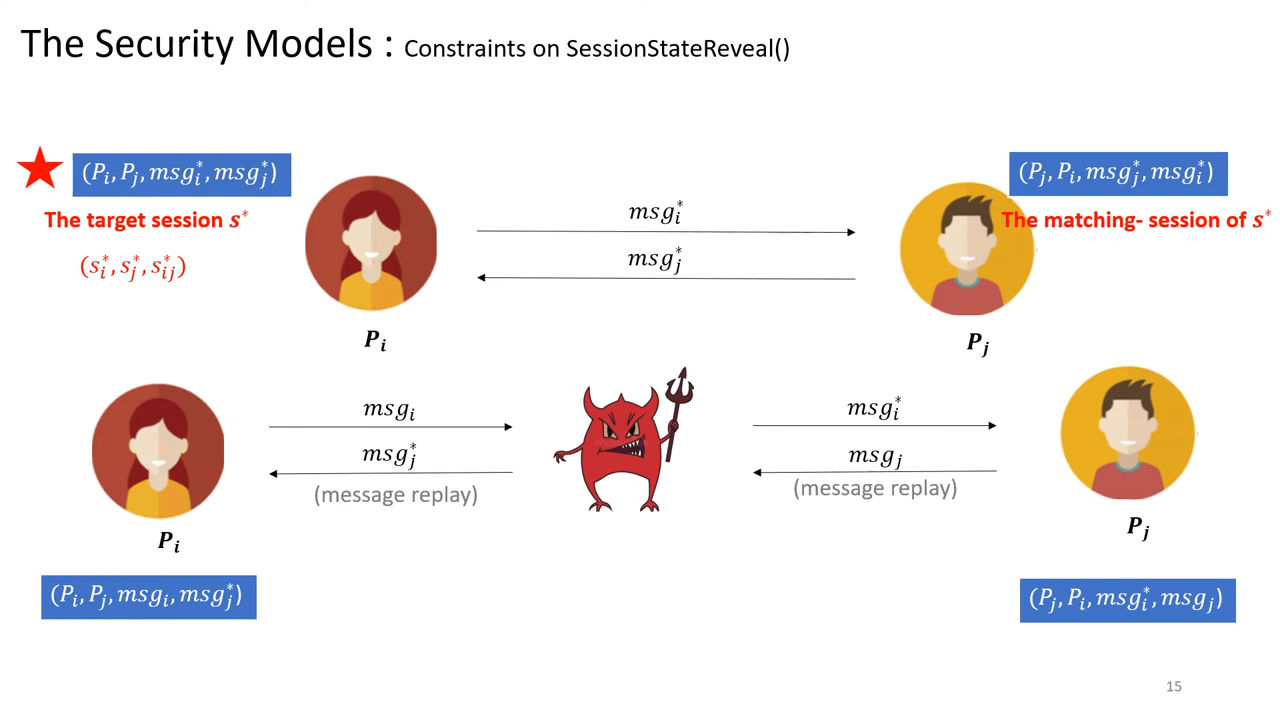 The Security Models : Constraints on SessionStateReveal()
(P_i, P_j, msg_i^*, msg_j^*)
The target session s^*
(s_i^*, s_j^*, s_{ij}^*)
msg_i^*
msg_j^*
(P_j, P_i, msg_j^*, msg_i^*)
The matching- session of s^*
P_i
P_j
msg_i
msg_j^*
(message replay)
msg_i^*
msg_j
(message replay)
P_i
P_j
(P_i, P_j, msg_i, msg_j^*)
(P_j, P_i, msg_i^*, msg_j)
15